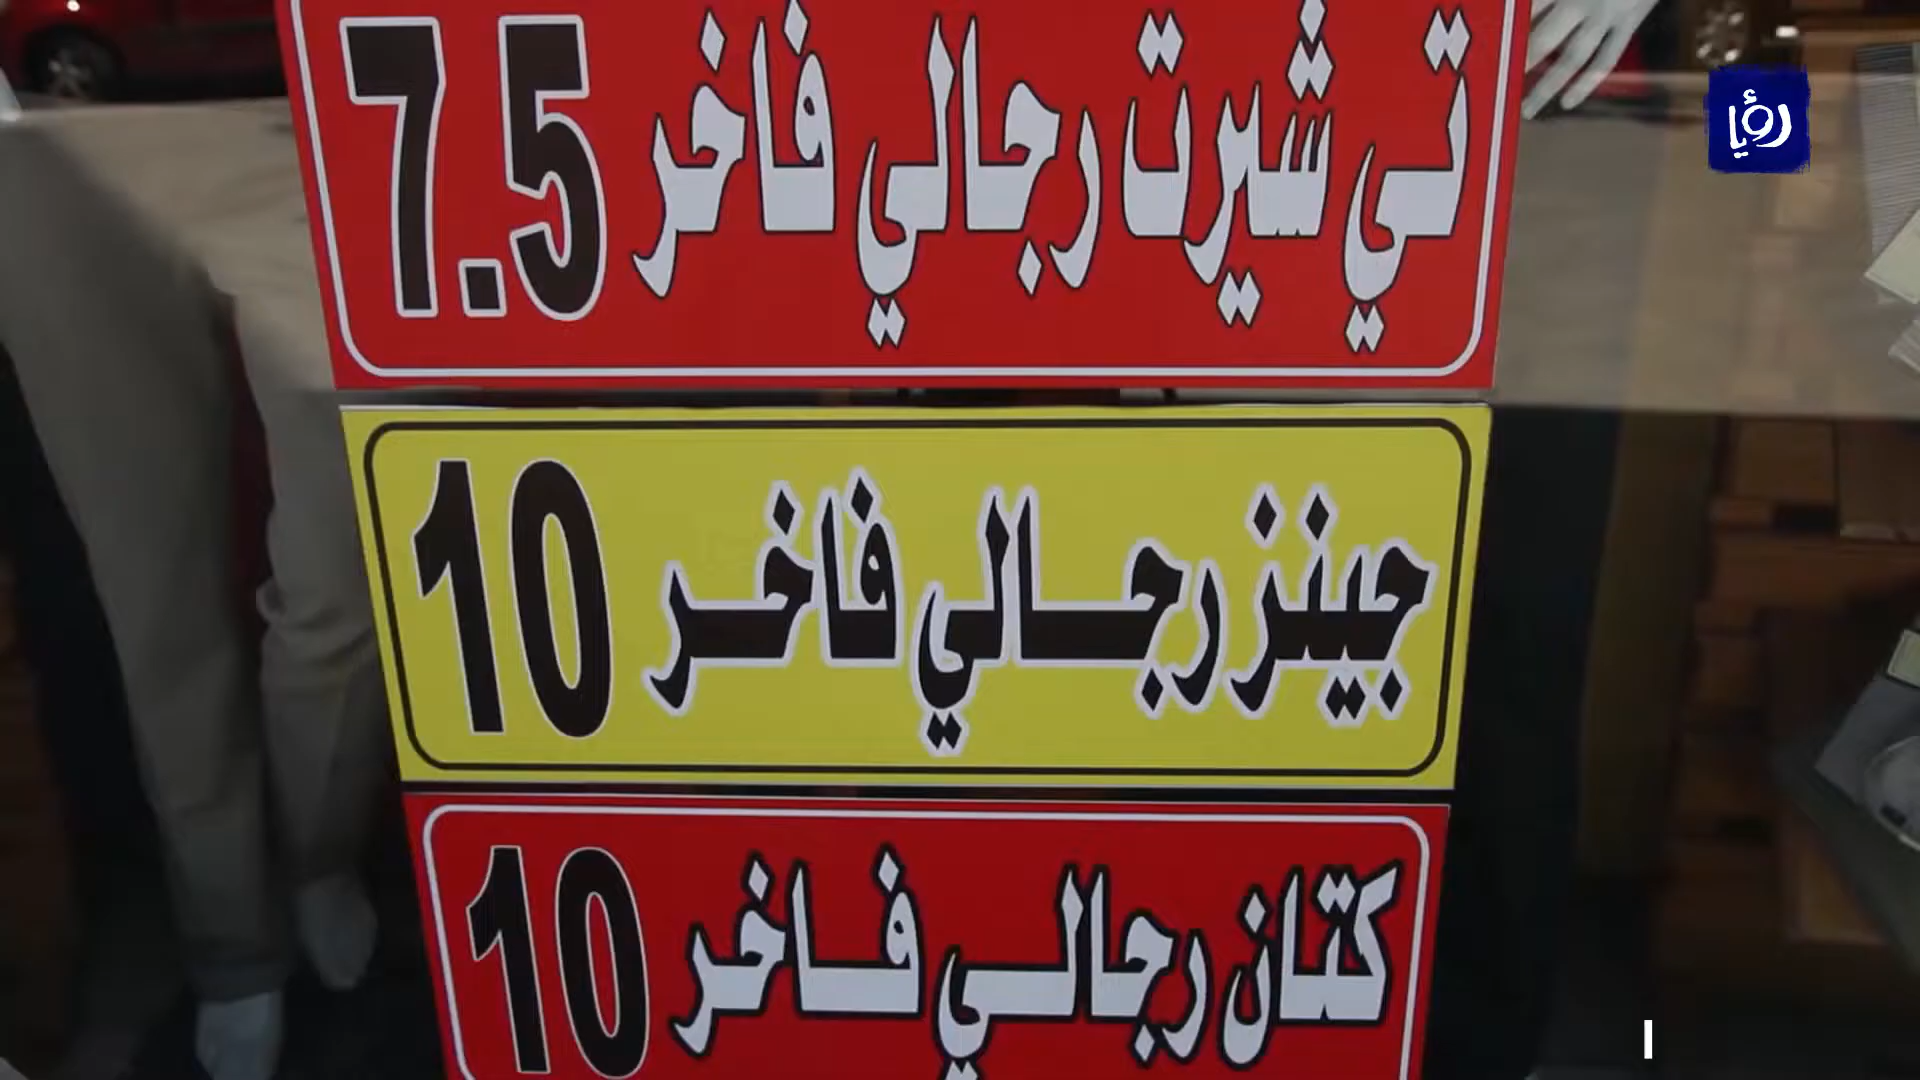 تي شيرت رجالي فاخر 7.5
رؤيا
جينز رجالي فاخر 10
كتان رجالي فاخر 10